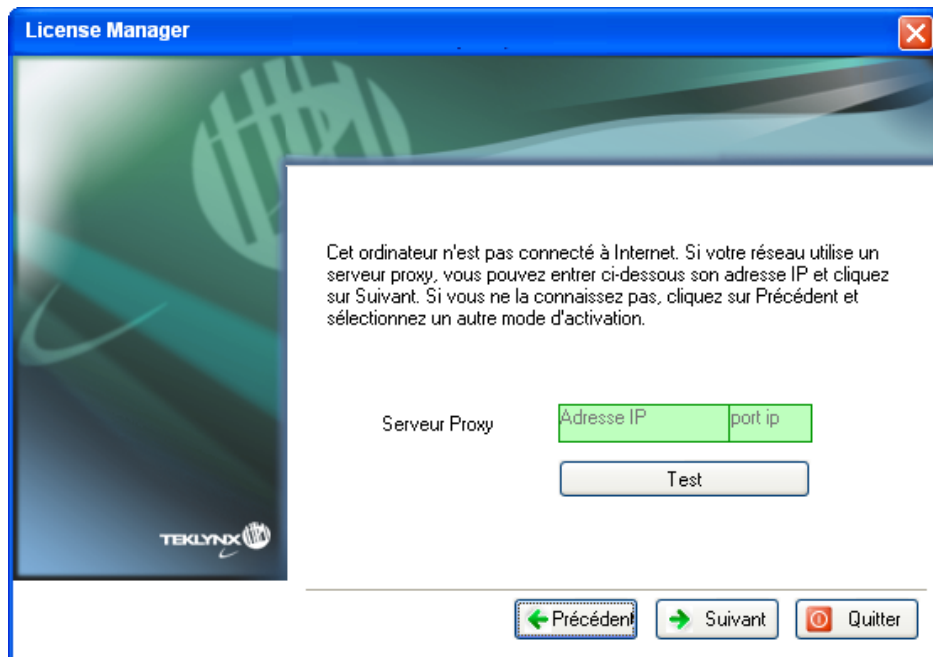 License Manager
Cet ordinateur n'est pas connecté à Internet. Si votre réseau utilise un
serveur proxy, vous pouvez entrer ci-dessous son adresse IP et cliquez
sur Suivant. Si vous ne la connaissez pas, cliquez sur Précédent et
sélectionnez un autre mode d'activation.
Serveur Proxy
Adresse IP
port ip
Test
TEKLYNX
Précédent
Suivant
Quitter